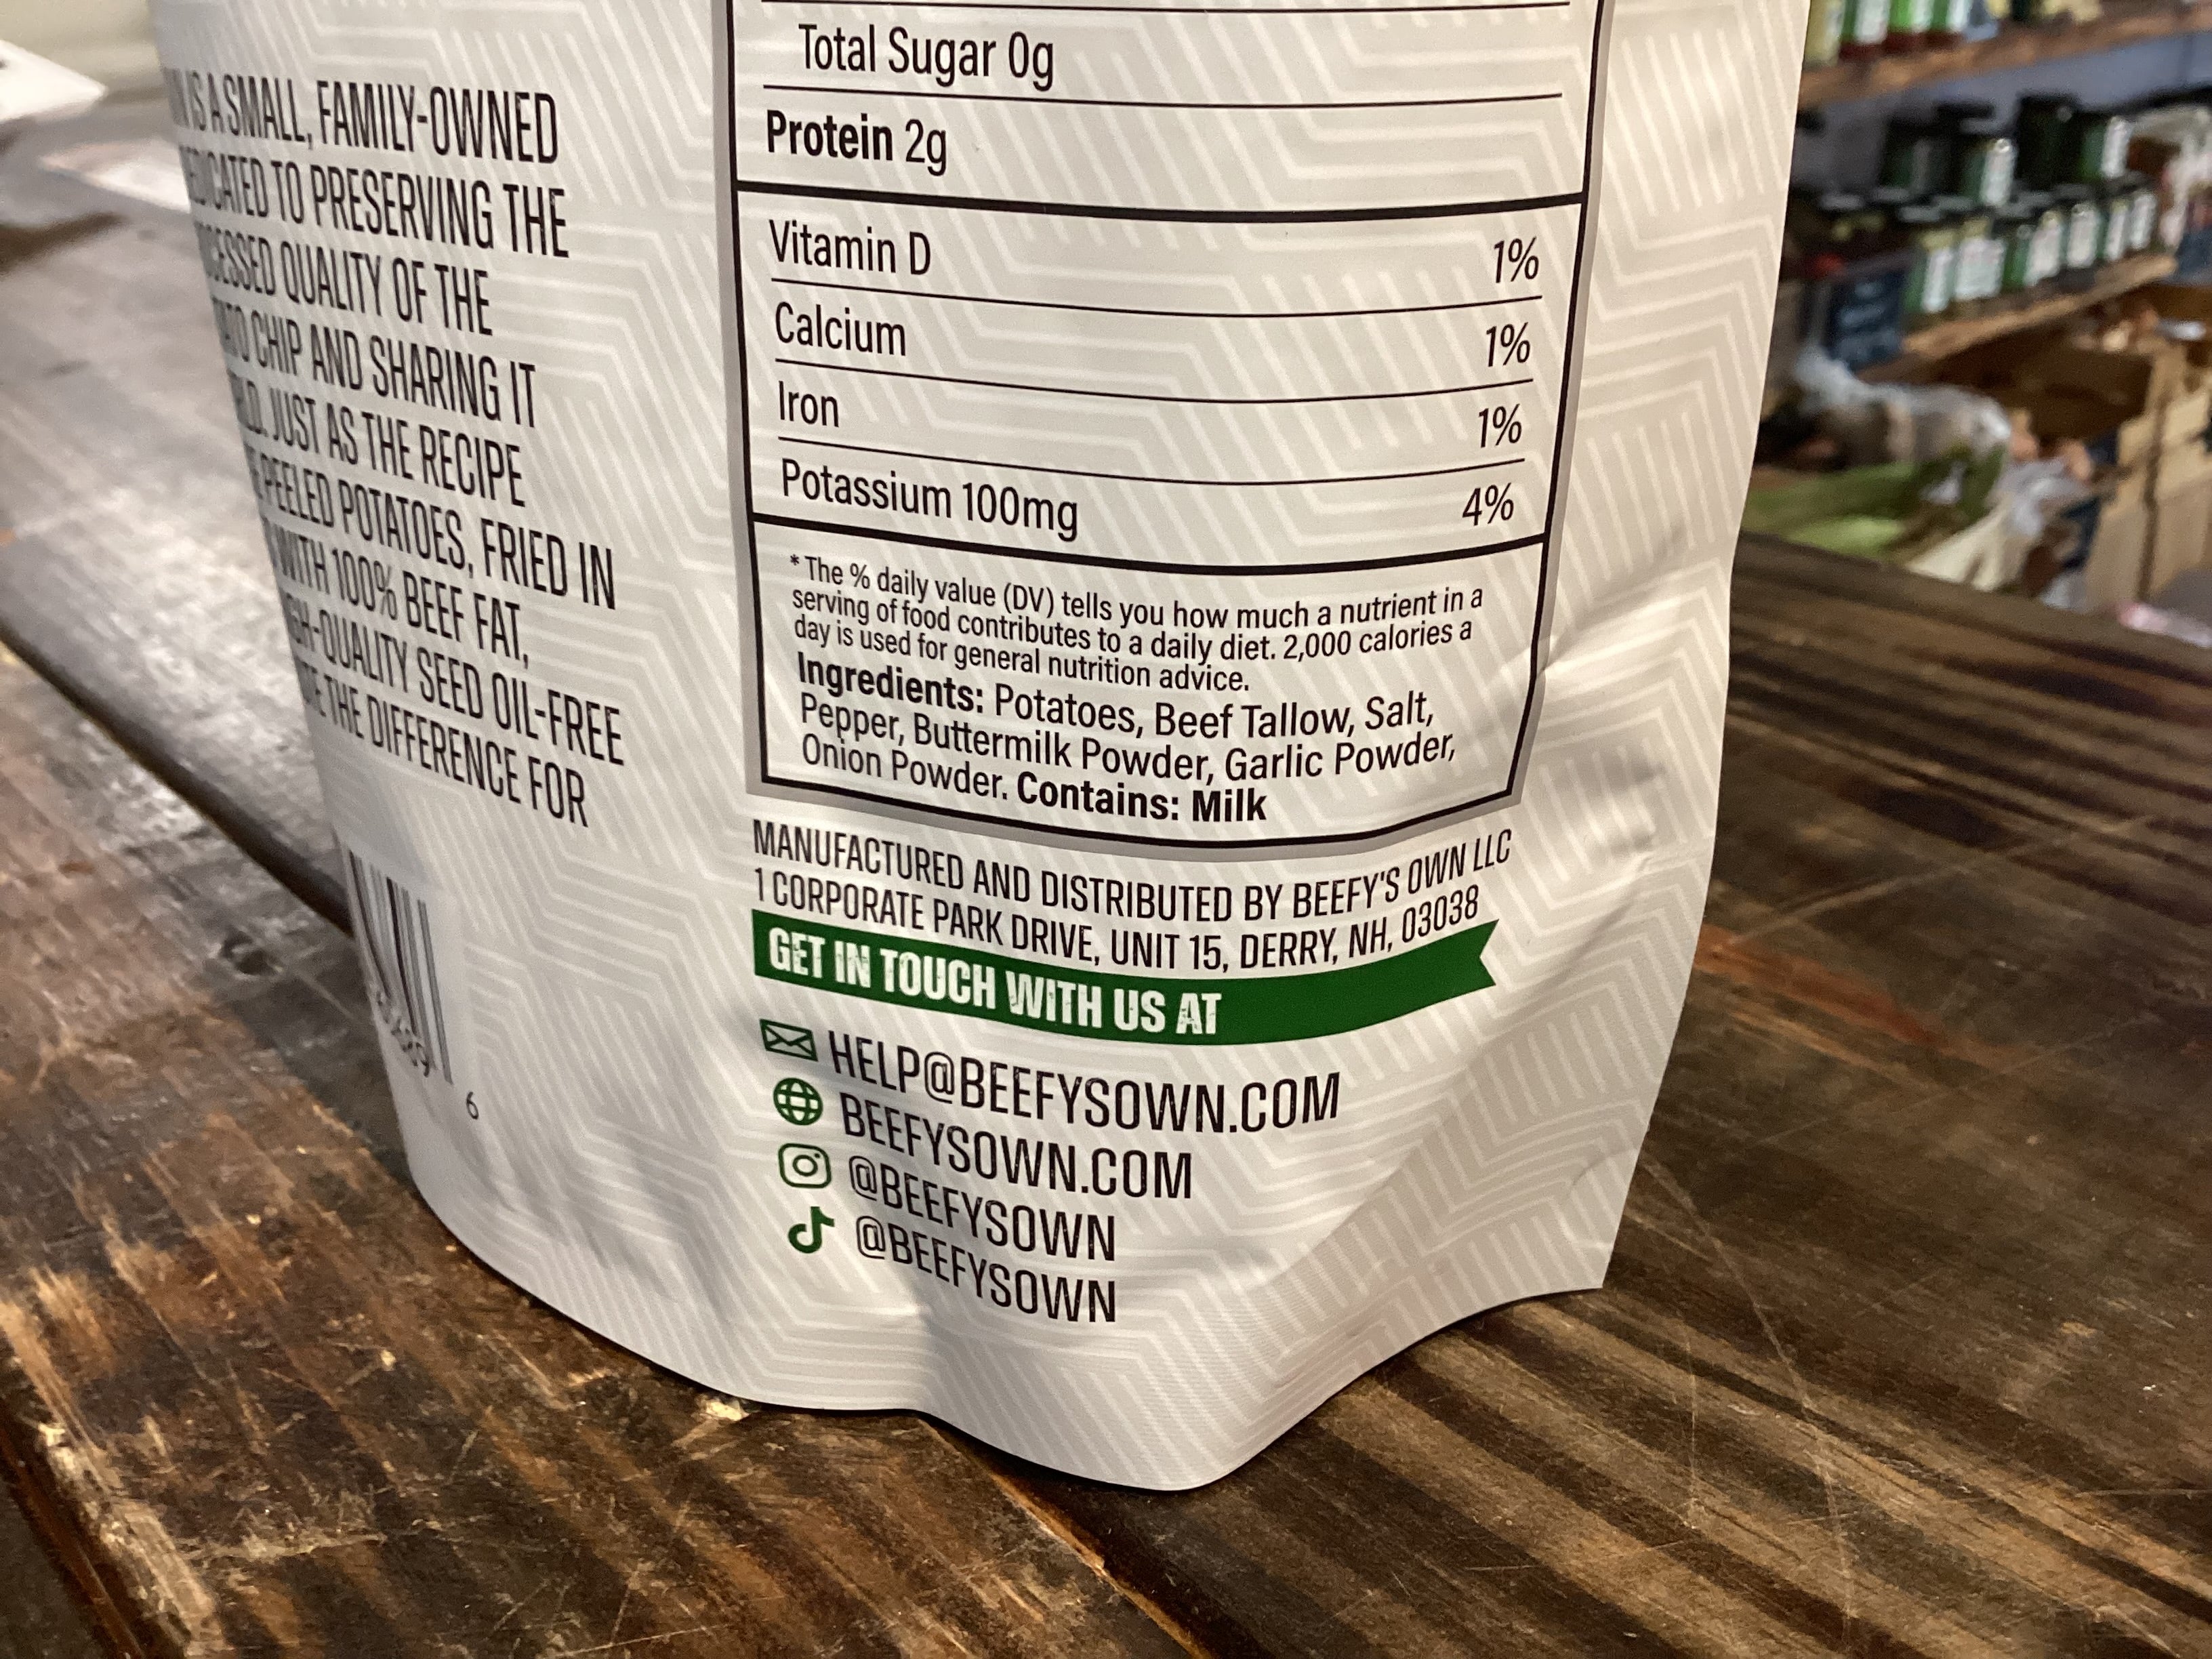 IS A SMALL, FAMILY-OWNED
TO PRESERVING THE
QUALITY OF THE
CHIP AND SHARING IT
JUST AS THE RECIPE
PEELED POTATOES, FRIED IN
WITH 100% BEEF FAT,
SEED OIL-FREE
THE DIFFERENCE FOR
6
Total Sugar 0g
Protein 2g
Vitamin D 1%
Calcium 1%
Iron 1%
Potassium 100mg 4%
* The % daily value (DV) tells you how much a nutrient in a
serving of food contributes to a daily diet. 2,000 calories a
day is used for general nutrition advice.
Ingredients: Potatoes, Beef Tallow, Salt,
Pepper, Buttermilk Powder, Garlic Powder,
Onion Powder. Contains: Milk
MANUFACTURED AND DISTRIBUTED BY BEEFY'S OWN LLC
1 CORPORATE PARK DRIVE, UNIT 15, DERRY, NH, 03038
GET IN TOUCH WITH US AT
HELP@BEEFYSOWN.COM
BEEFYSOWN.COM
@BEEFYSOWN
@BEEFYSOWN